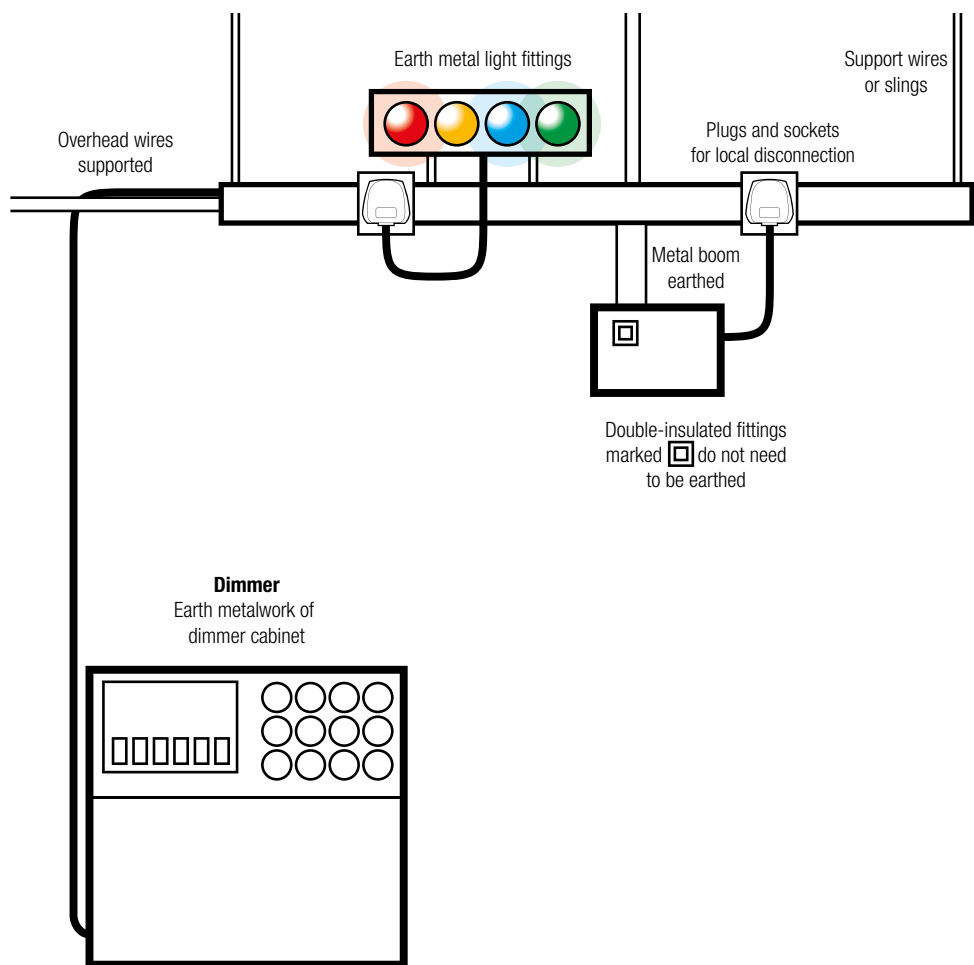 Earth metal light fittings
Support wires
or slings
Overhead wires
supported
Plugs and sockets
for local disconnection
Metal boom
earthed
Double-insulated fittings
marked do not need
to be earthed
Dimmer
Earth metalwork of
dimmer cabinet